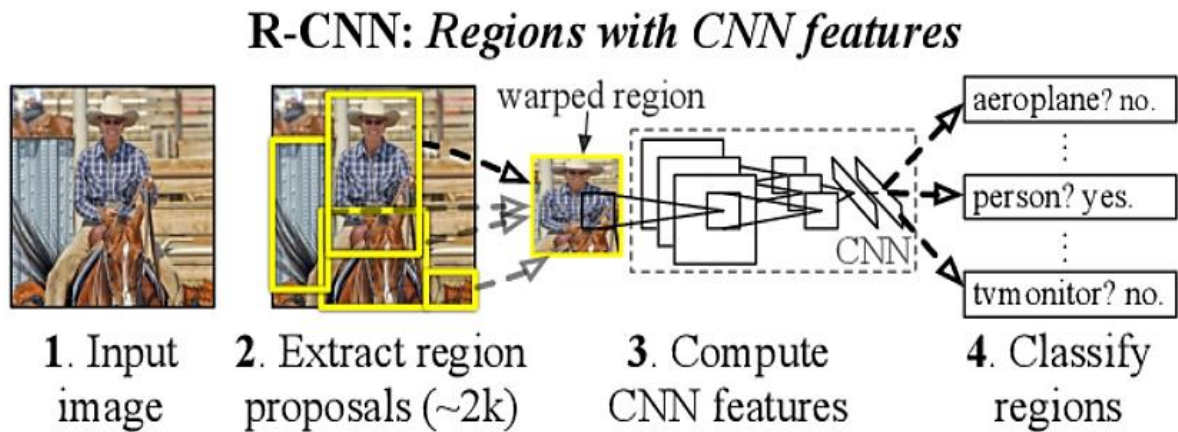 R-CNN: Regions with CNN features
warped region
aeroplane? no.
person? yes.
CNN
tvmonitor? no.
1. Input
image
2. Extract region
proposals (~2k)
3. Compute
CNN features
4. Classify
regions